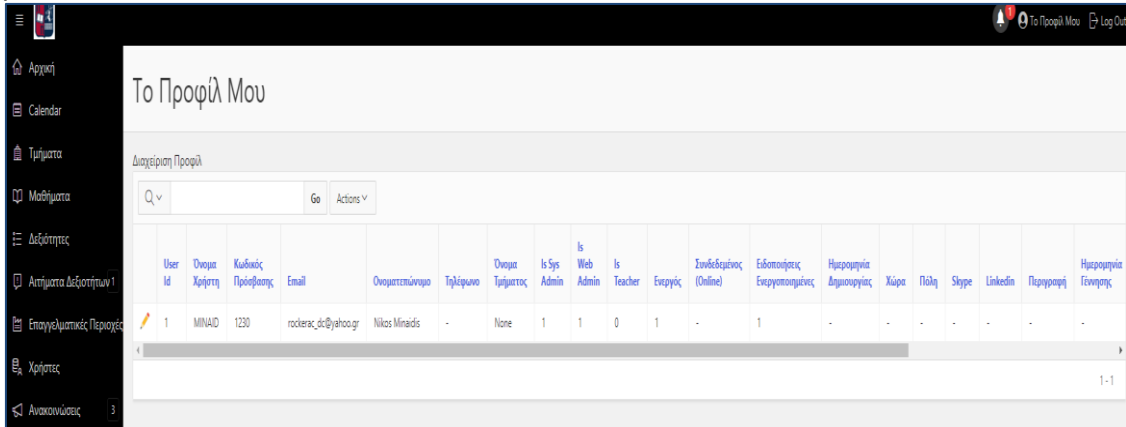 1
Το Προφίλ Μου
Log Out
Αρχική
Calendar
Τμήματα
Μαθήματα
Δεξιότητες
Αιτήματα Δεξιοτήτων 1
Επαγγελματικές Περιοχές
Χρήστες
Ανακοινώσεις 3
Το Προφίλ Μου
Διαχείριση Προφίλ
Go Actions
User Id
Όνομα Χρήστη
Κωδικός Πρόσβασης
Email
Ονοματεπώνυμο
Τηλέφωνο
Όνομα Τμήματος
Is Sys Admin
Is Web Admin
Is Teacher
Ενεργός
Συνδεδεμένος (Online)
Ειδοποιήσεις Ενεργοποιημένες
Ημερομηνία Δημιουργίας
Χώρα
Πόλη
Skype
Linkedin
Περιγραφή
Ημερομηνία Γέννησης
1 MINAID 1230 rockerac_dc@yahoo.gr Nikos Minaidis - None 1 1 0 1 - 1 - - - - - - -
1 - 1